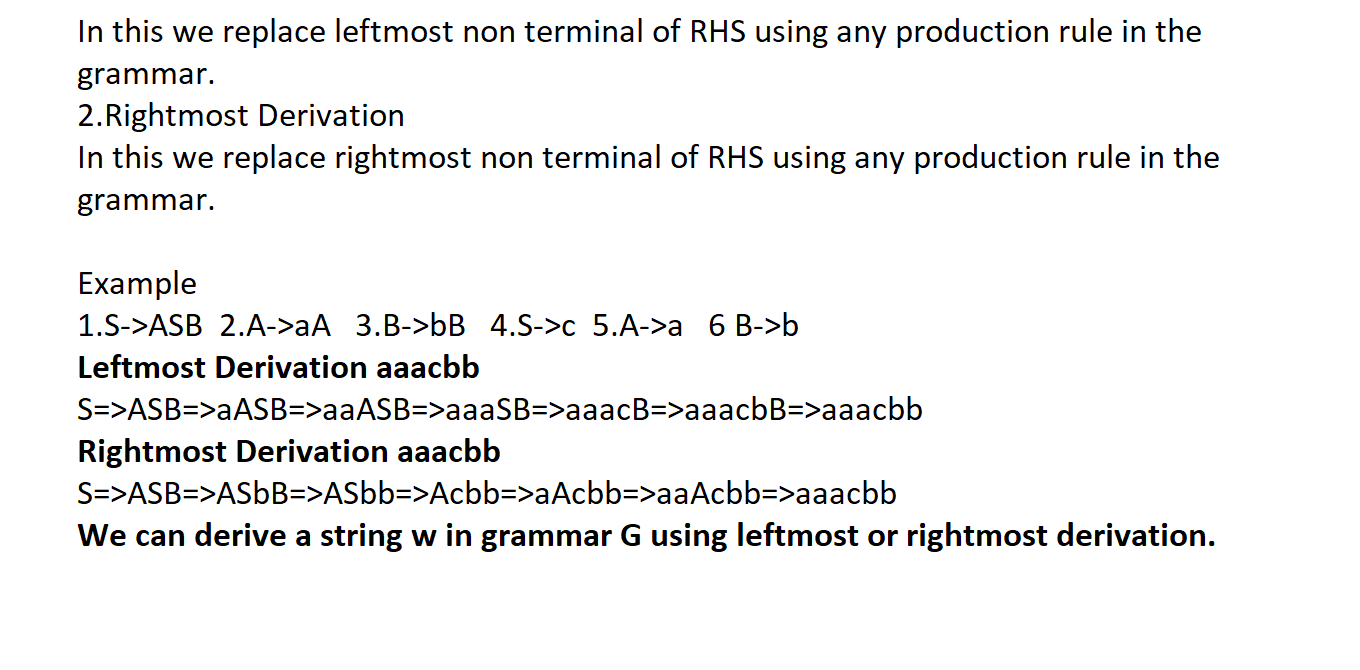 In this we replace leftmost non terminal of RHS using any production rule in the
grammar.
2.Rightmost Derivation
In this we replace rightmost non terminal of RHS using any production rule in the
grammar.
Example
1.S->ASB  2.A->aA   3.B->bB   4.S->c  5.A->a   6 B->b
Leftmost Derivation aaacbb
S=>ASB=>aASB=>aaASB=>aaaSB=>aaacB=>aaacbB=>aaacbb
Rightmost Derivation aaacbb
S=>ASB=>ASbB=>ASbb=>Acbb=>aAcbb=>aaAcbb=>aaacbb
We can derive a string w in grammar G using leftmost or rightmost derivation.